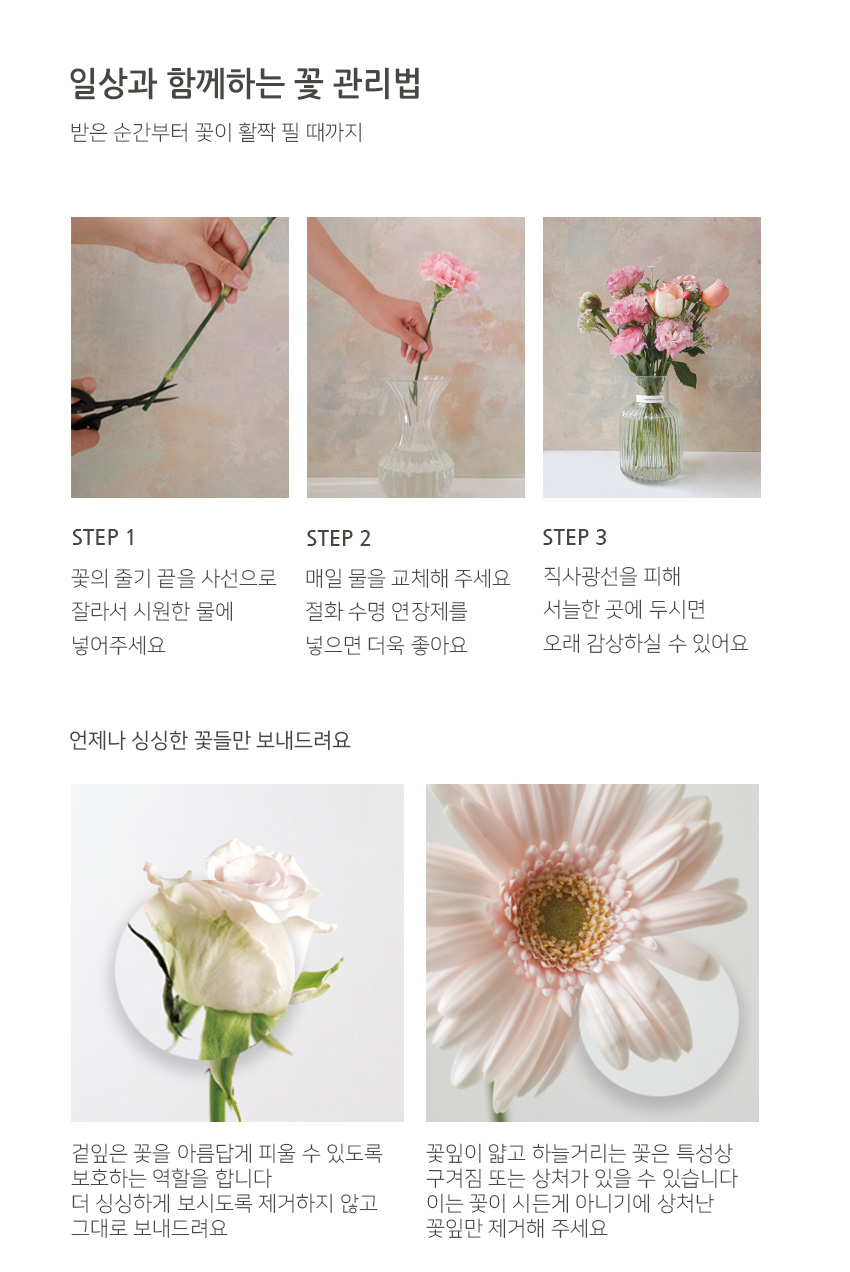 일상과 함께하는 꽃 관리법
받은 순간부터 꽃이 활짝 필 때까지
STEP 1
꽃의 줄기 끝을 사선으로
잘라서 시원한 물에
넣어주세요
STEP 2
매일 물을 교체해 주세요
절화 수명 연장제를
넣으면 더욱 좋아요
STEP 3
직사광선을 피해
서늘한 곳에 두시면
오래 감상하실 수 있어요
언제나 싱싱한 꽃들만 보내드려요
겉잎은 꽃을 아름답게 피울 수 있도록
보호하는 역할을 합니다
더 싱싱하게 보시도록 제거하지 않고
그대로 보내드려요
꽃잎이 얇고 하늘거리는 꽃은 특성상
구겨짐 또는 상처가 있을 수 있습니다
이는 꽃이 시든게 아니기에 상처난
꽃잎만 제거해 주세요